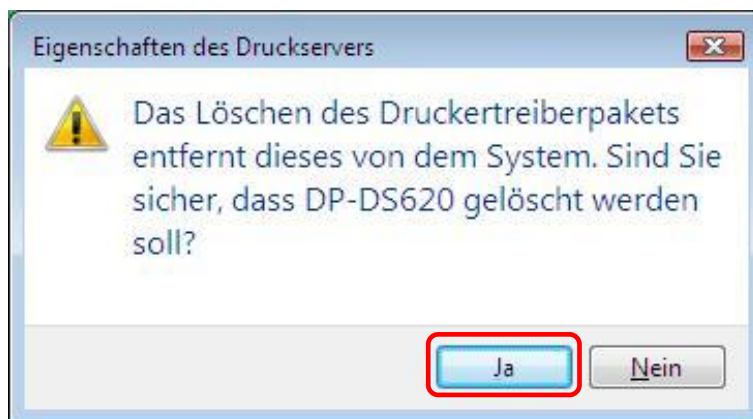 Eigenschaften des Druckservers
Das Löschen des Druckertreiberpakets
entfernt dieses von dem System. Sind Sie
sicher, dass DP-DS620 gelöscht werden
soll?
Ja
Nein